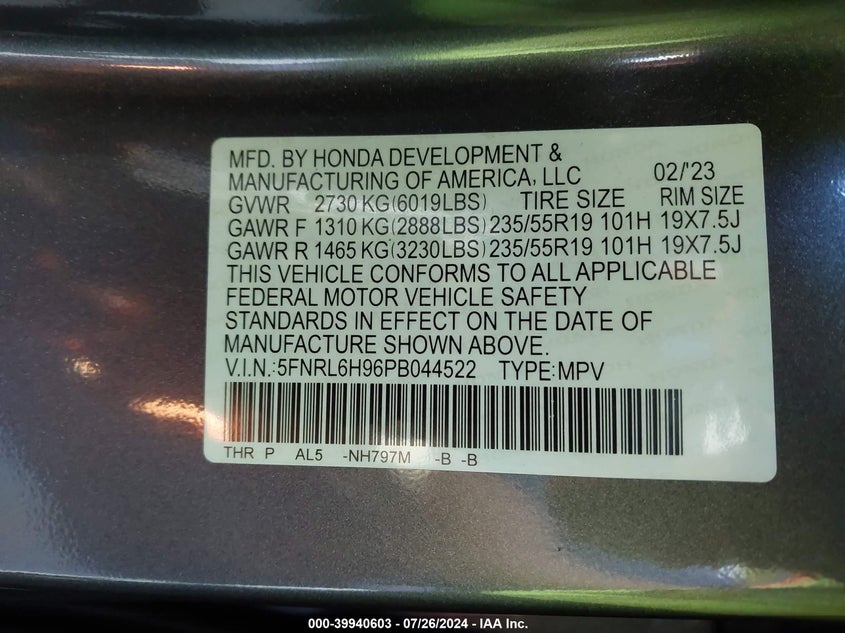 MFD. BY HONDA DEVELOPMENT &
MANUFACTURING OF AMERICA, LLC 02/'23
GVWR 2730 KG(6019LBS) TIRE SIZE RIM SIZE
GAWR F 1310 KG(2888LBS) 235/55R19 101H 19X7.5J
GAWR R 1465 KG(3230LBS) 235/55R19 101H 19X7.5J
THIS VEHICLE CONFORMS TO ALL APPLICABLE
FEDERAL MOTOR VEHICLE SAFETY
STANDARDS IN EFFECT ON THE DATE OF
MANUFACTURE SHOWN ABOVE.
V.I.N.:5FNRL6H96PB044522 TYPE:MPV
THR P AL5 -NH797M -B -B
000-39940603 / 07/26/2024 - IAA Inc.